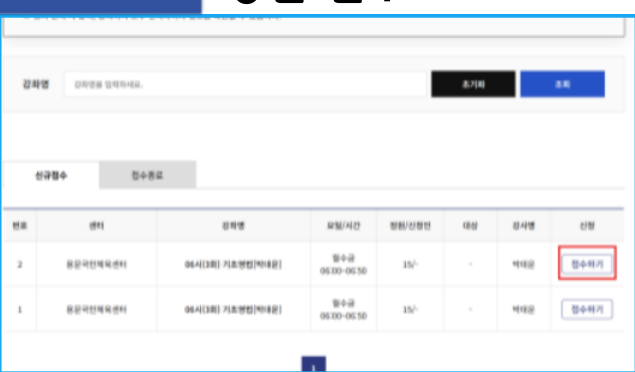 강좌명 강좌명을 입력하세요. 초기화 조회
신규접수 접수종료
번호 센터 강좌명 요일/시간 정원/신청인 대상 강사명 신청
2 용문국민체육센터 06시(3회) 기초영법[박대운] 월수금 06:00~06:50 15/- - 박대운 접수하기
1 용문국민체육센터 06시(3회) 기초영법[박대운] 월수금 06:00~06:50 15/- - 박대운 접수하기
1